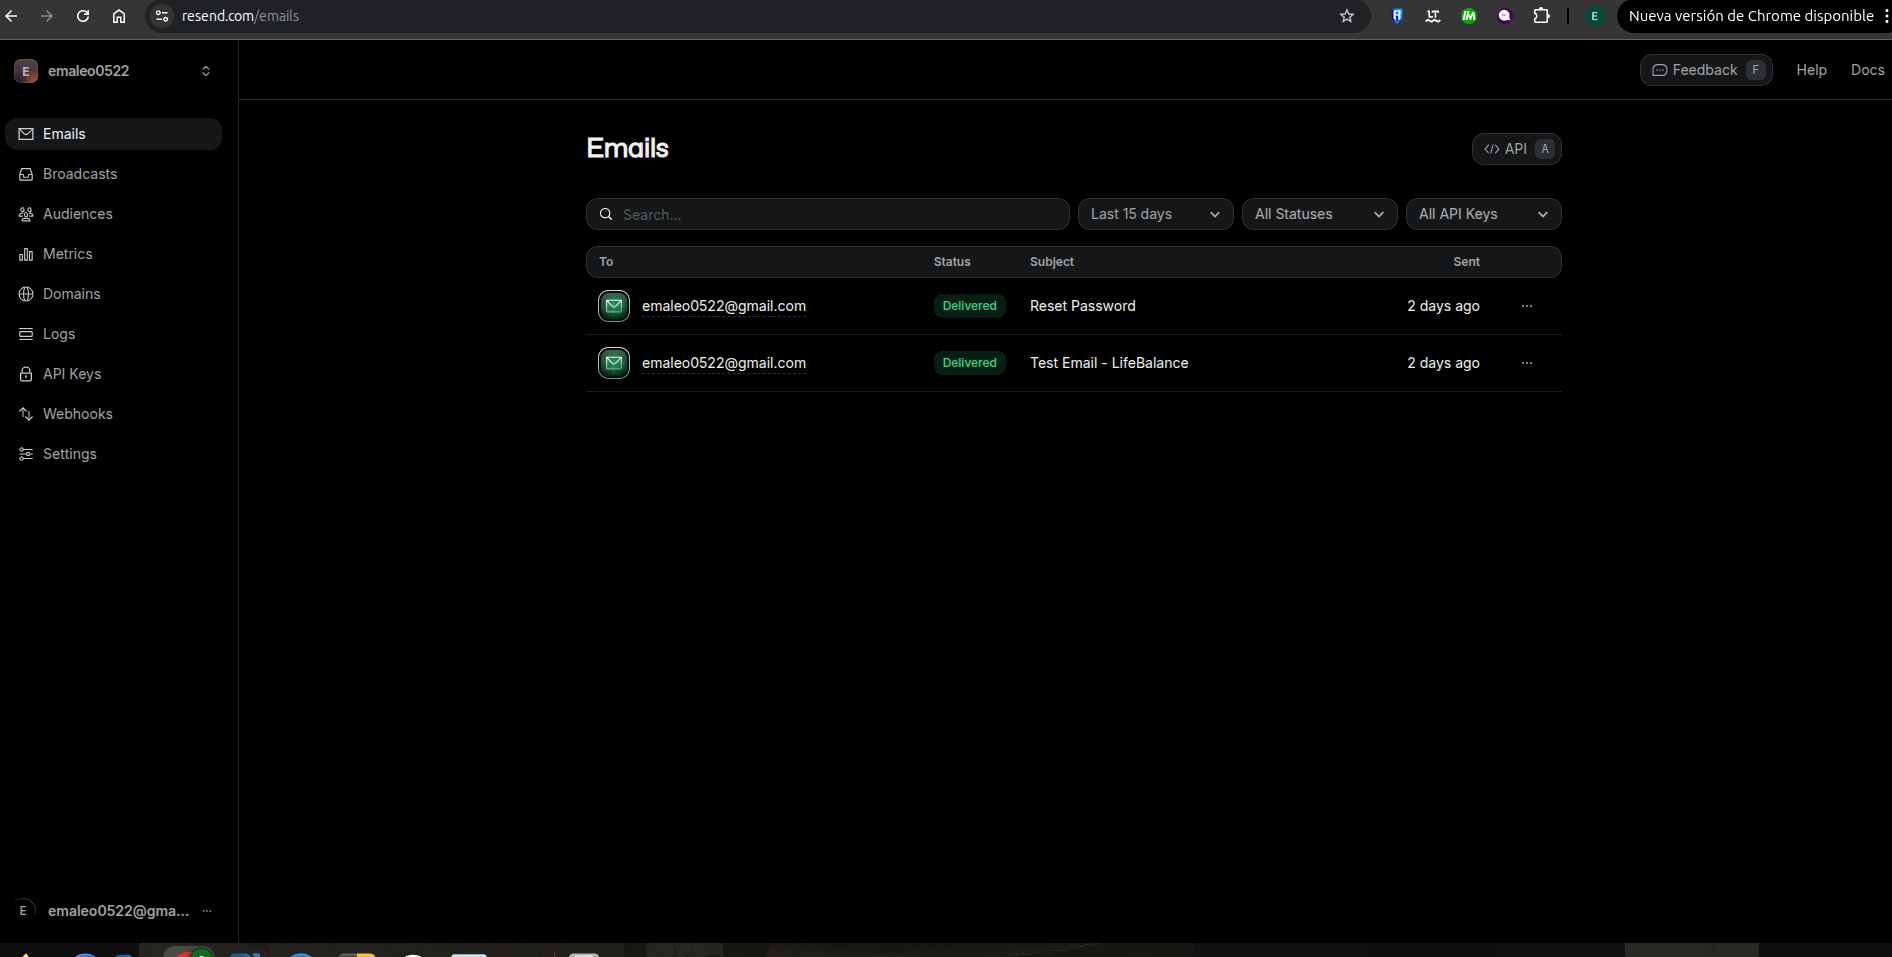 resend.com/emails
Nueva versión de Chrome disponible
E
E emaleo0522
Feedback F
Help
Docs
Emails
Broadcasts
Audiences
Metrics
Domains
Logs
API Keys
Webhooks
Settings
Emails
</> API A
Search...
Last 15 days
All Statuses
All API Keys
To Status Subject Sent
emaleo0522@gmail.com Delivered Reset Password 2 days ago ...
emaleo0522@gmail.com Delivered Test Email - LifeBalance 2 days ago ...
E emaleo0522@gma... ...